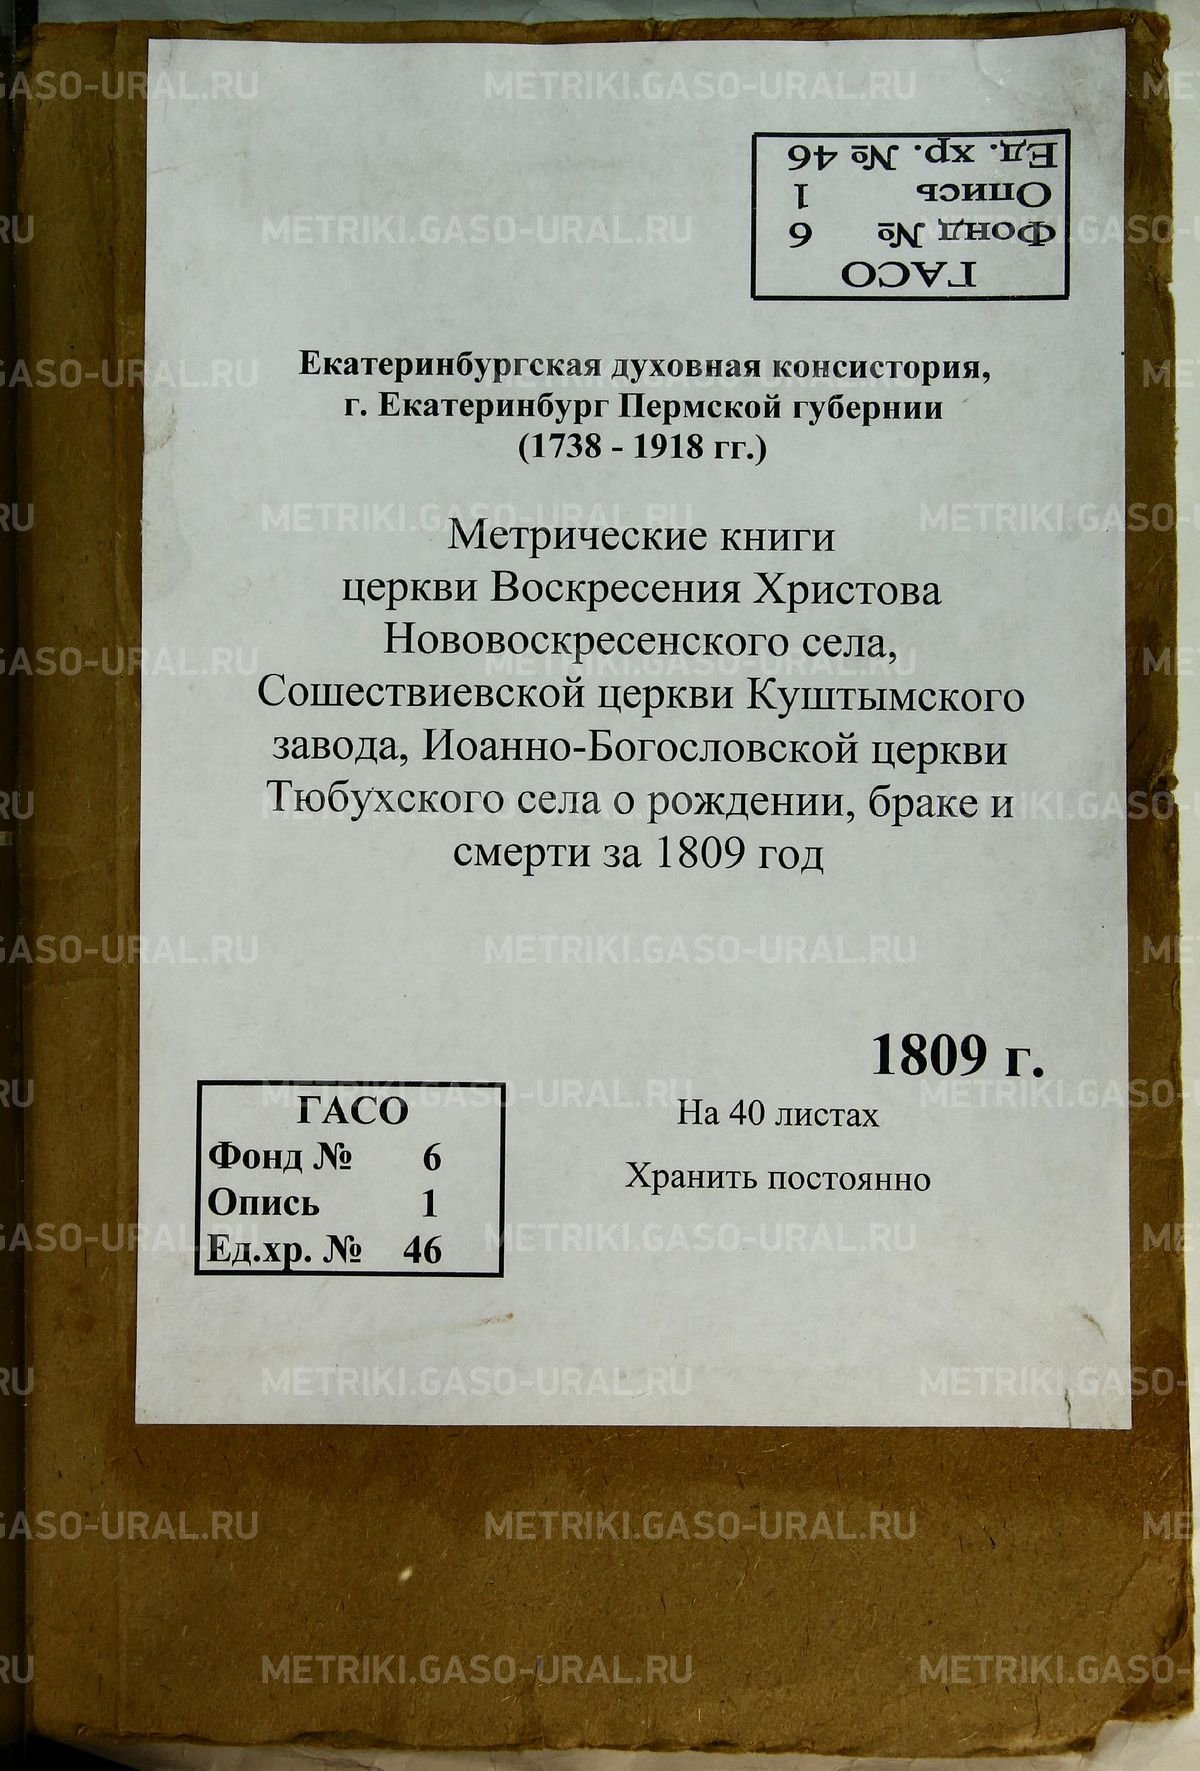 ГАСО
Фонд № 6
Опись 1
Ед. хр. № 46
Екатеринбургская духовная консистория,
г. Екатеринбург Пермской губернии
(1738 - 1918 гг.)
Метрические книги
церкви Воскресения Христова
Нововоскресенского села,
Сошествиевской церкви Куштымского
завода, Иоанно-Богословской церкви
Тюбухского села о рождении, браке и
смерти за 1809 год
1809 г.
На 40 листах
Хранить постоянно
ГАСО
Фонд № 6
Опись 1
Ед.хр. № 46
METRIKI.GASO-URAL.RU